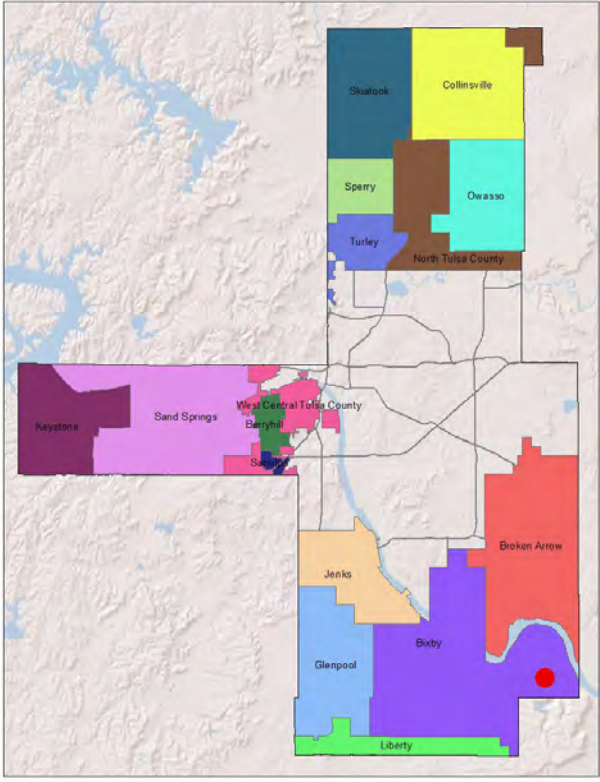 Skiatook
Collinsville
Sperry
Owasso
Turley
North Tulsa County
West Central Tulsa County
Keystone
Sand Springs
Berryhill
Sapulpa
Broken Arrow
Jenks
Bixby
Glenpool
Liberty